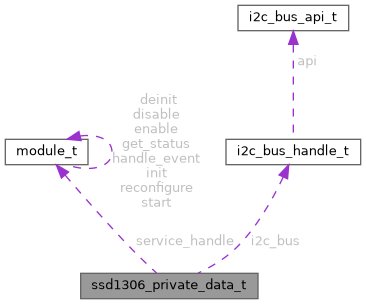 i2c_bus_api_t
api
deinit
disable
enable
get_status
handle_event
init
reconfigure
start
module_t
i2c_bus_handle_t
service_handle
i2c_bus
ssd1306_private_data_t